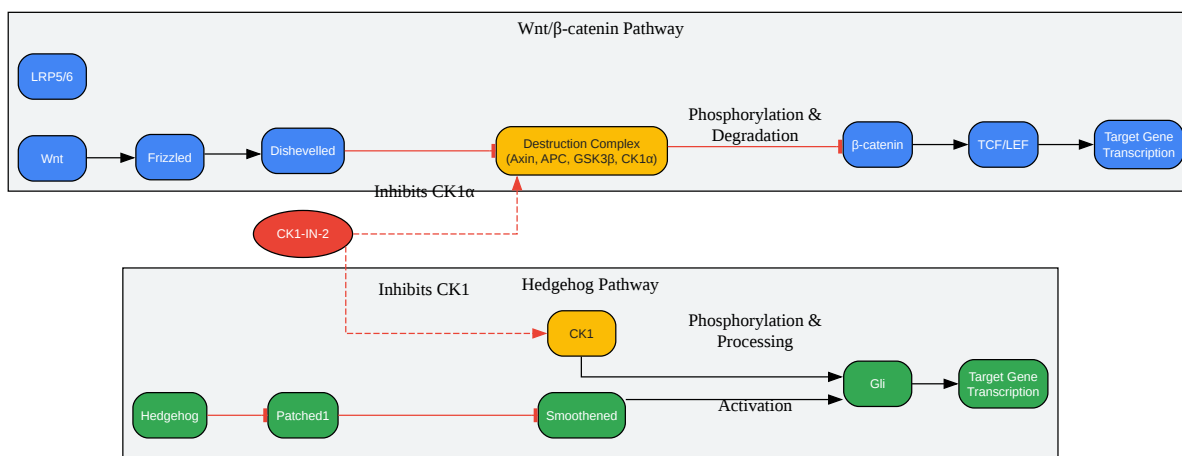 Wnt/β-catenin Pathway
LRP5/6
Wnt
Frizzled
Dishevelled
Destruction Complex
(Axin, APC, GSK3β, CK1α)
Phosphorylation &
Degradation
β-catenin
TCF/LEF
Target Gene
Transcription
Inhibits CK1α
CK1-IN-2
Inhibits CK1
Hedgehog Pathway
CK1
Phosphorylation &
Processing
Hedgehog
Patched1
Smoothened
Activation
Gli
Target Gene
Transcription